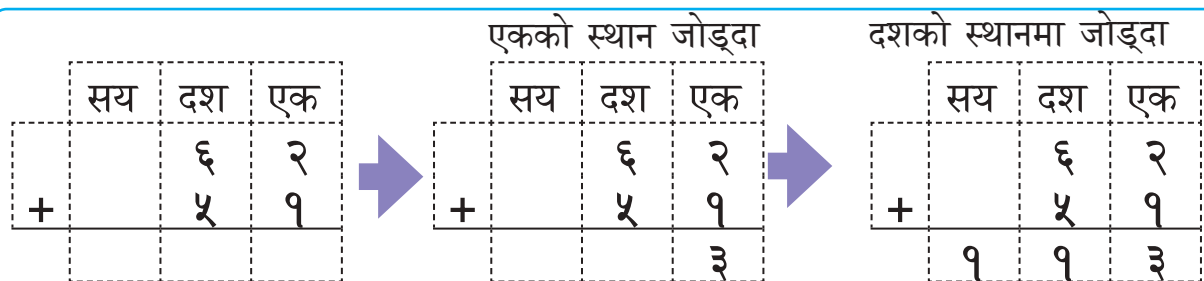 एकको स्थान जोड्दा दशको स्थानमा जोड्दा
सय दश एक सय दश एक सय दश एक
६ २ ६ २ ६ २
+ ५ १ + ५ १ + ५ १
३ १ १ ३